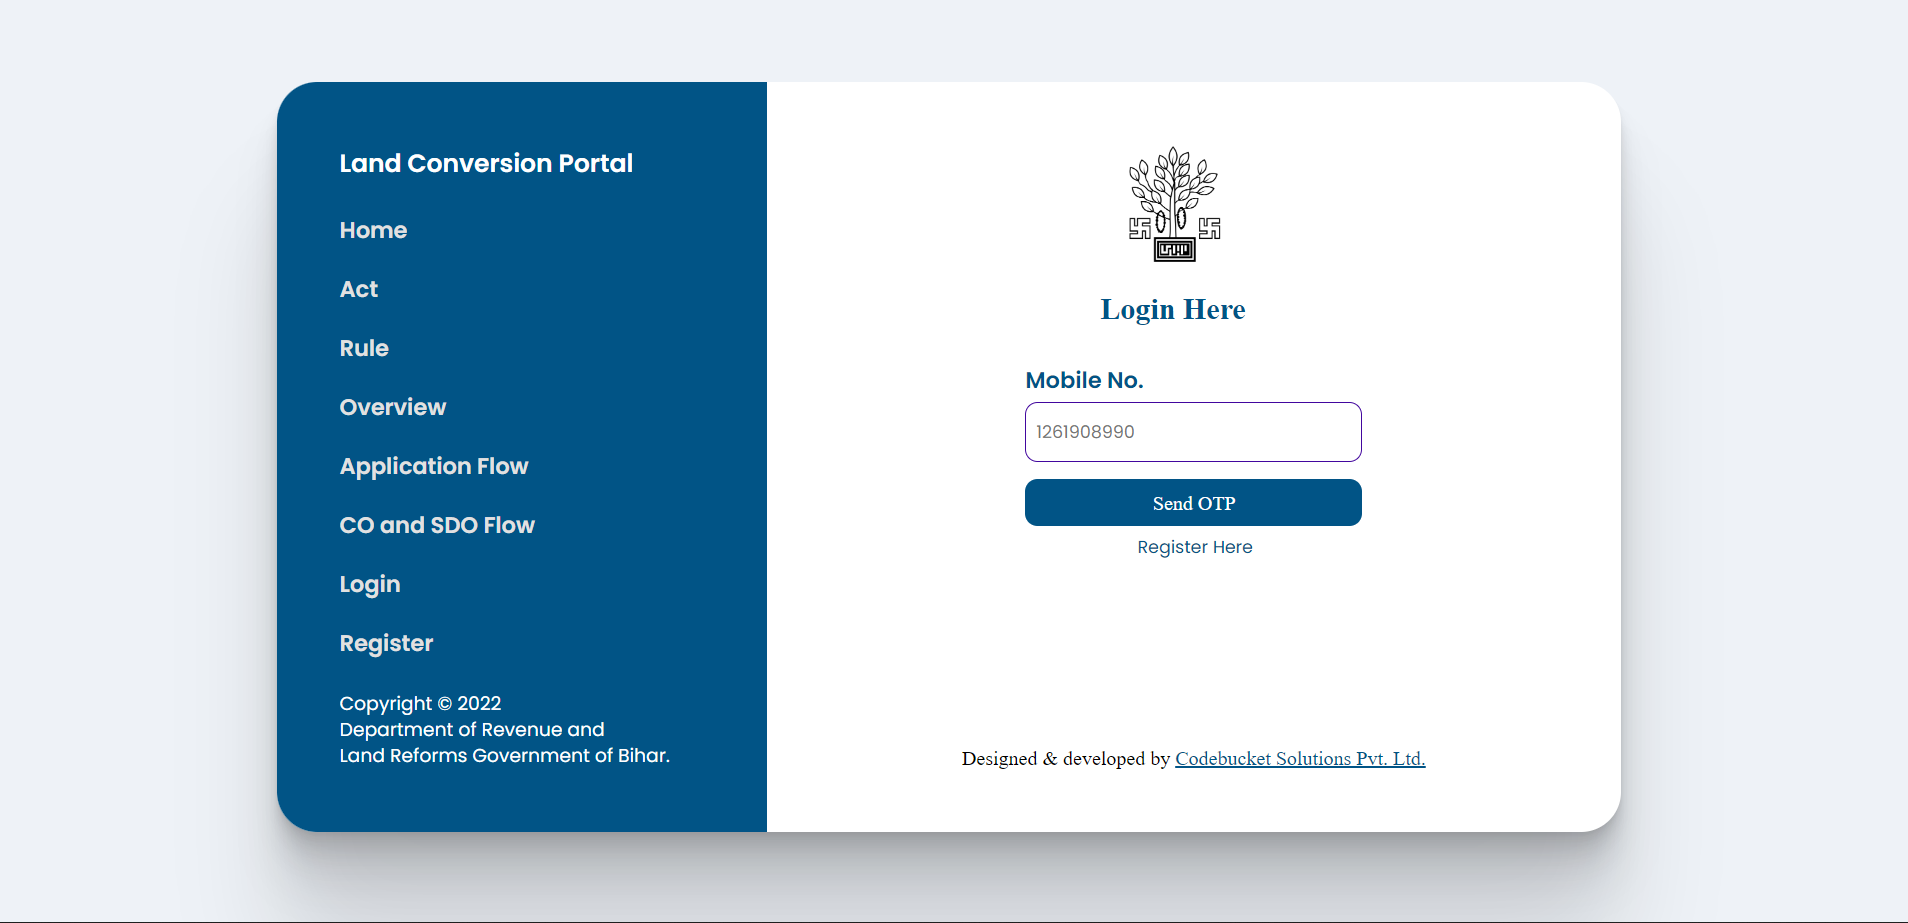 Land Conversion Portal
Home
Act
Rule
Overview
Application Flow
CO and SDO Flow
Login
Register
Copyright © 2022
Department of Revenue and
Land Reforms Government of Bihar.
Login Here
Mobile No.
1261908990
Send OTP
Register Here
Designed & developed by Codebucket Solutions Pvt. Ltd.